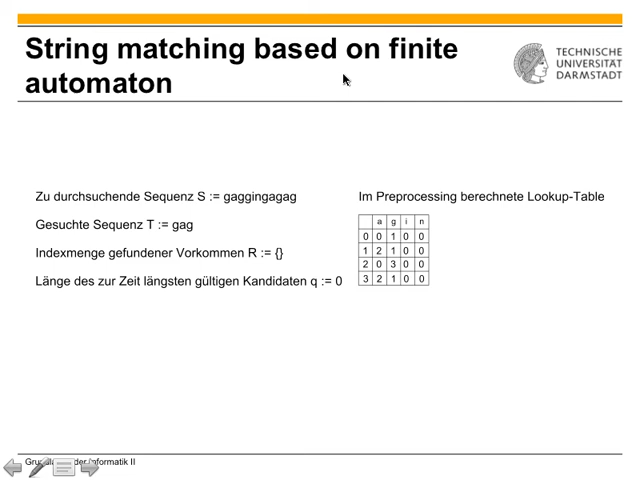 String matching based on finite
automaton
TECHNISCHE
UNIVERSITÄT
DARMSTADT
Zu durchsuchende Sequenz S := gaggingagag
Gesuchte Sequenz T := gag
Indexmenge gefundener Vorkommen R := {}
Länge des zur Zeit längsten gültigen Kandidaten q := 0
Im Preprocessing berechnete Lookup-Table
a g i n
0 0 1 0 0
1 2 1 0 0
2 0 3 0 0
3 2 1 0 0
der Informatik II